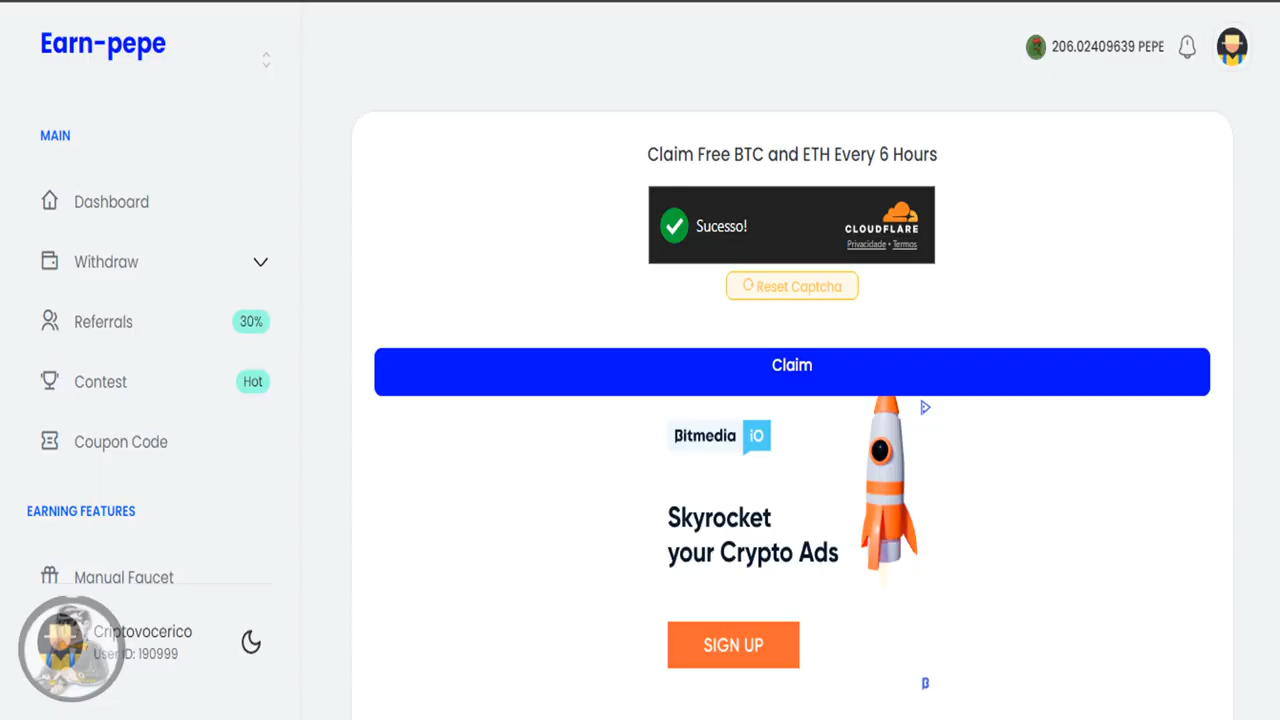 Earn-pepe
206.02409639 PEPE
MAIN
Dashboard
Withdraw
Referrals 30%
Contest Hot
Coupon Code
EARNING FEATURES
Manual Faucet
Criptovocerico
User ID: 190999
Claim Free BTC and ETH Every 6 Hours
Sucesso!
CLOUDFLARE
Privacidade • Termos
Reset Captcha
Claim
Bitmedia iO
Skyrocket
your Crypto Ads
SIGN UP